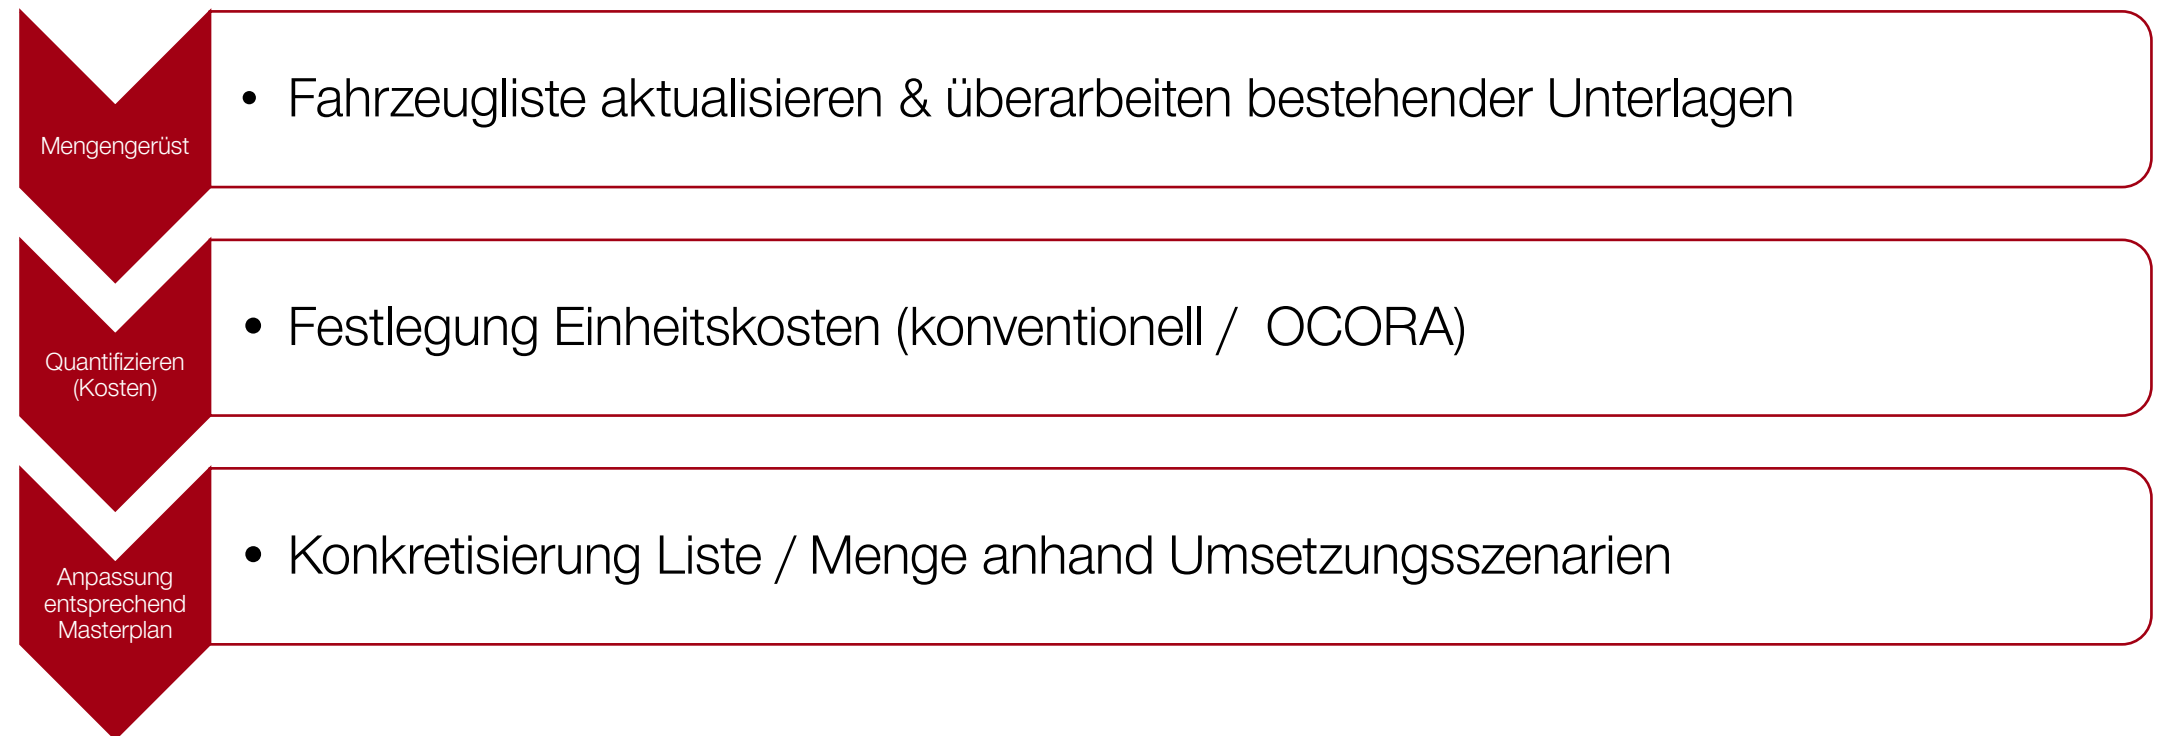 Mengengerüst
• Fahrzeugliste aktualisieren & überarbeiten bestehender Unterlagen
Quantifizieren
(Kosten)
• Festlegung Einheitskosten (konventionell /  OCORA)
Anpassung
entsprechend
Masterplan
• Konkretisierung Liste / Menge anhand Umsetzungsszenarien